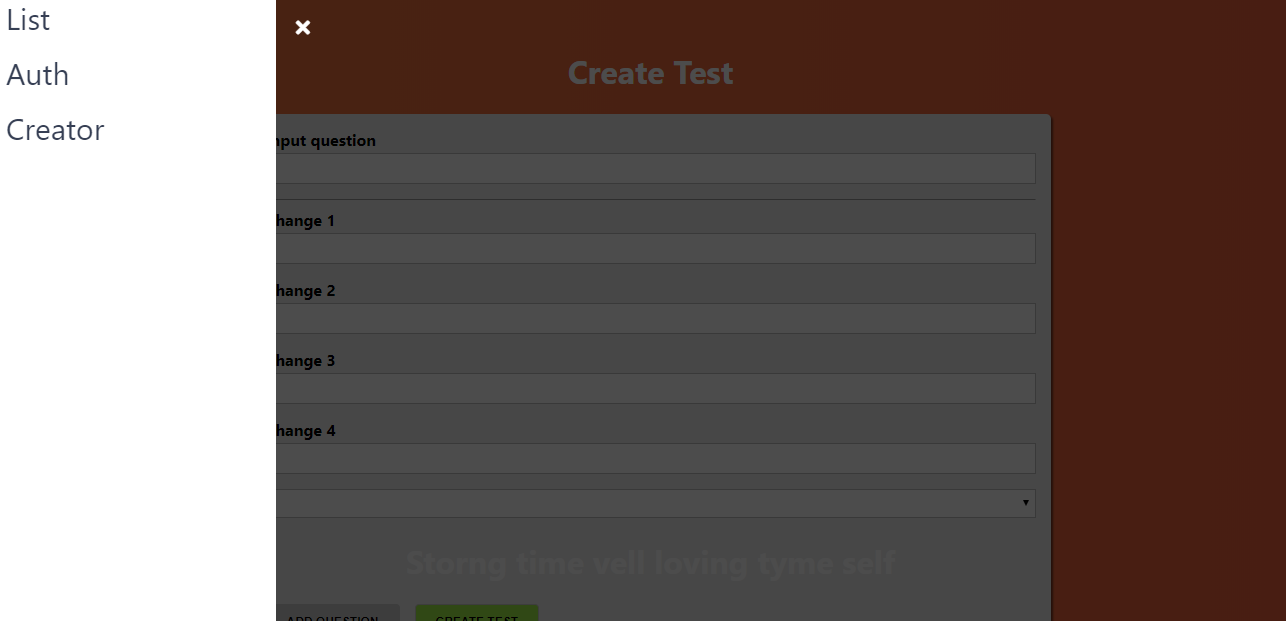 List
Auth
Creator
Create Test
nput question
hange 1
hange 2
hange 3
hange 4
Storng time vell loving tyme self
ADD QUESTION
CREATE TEST